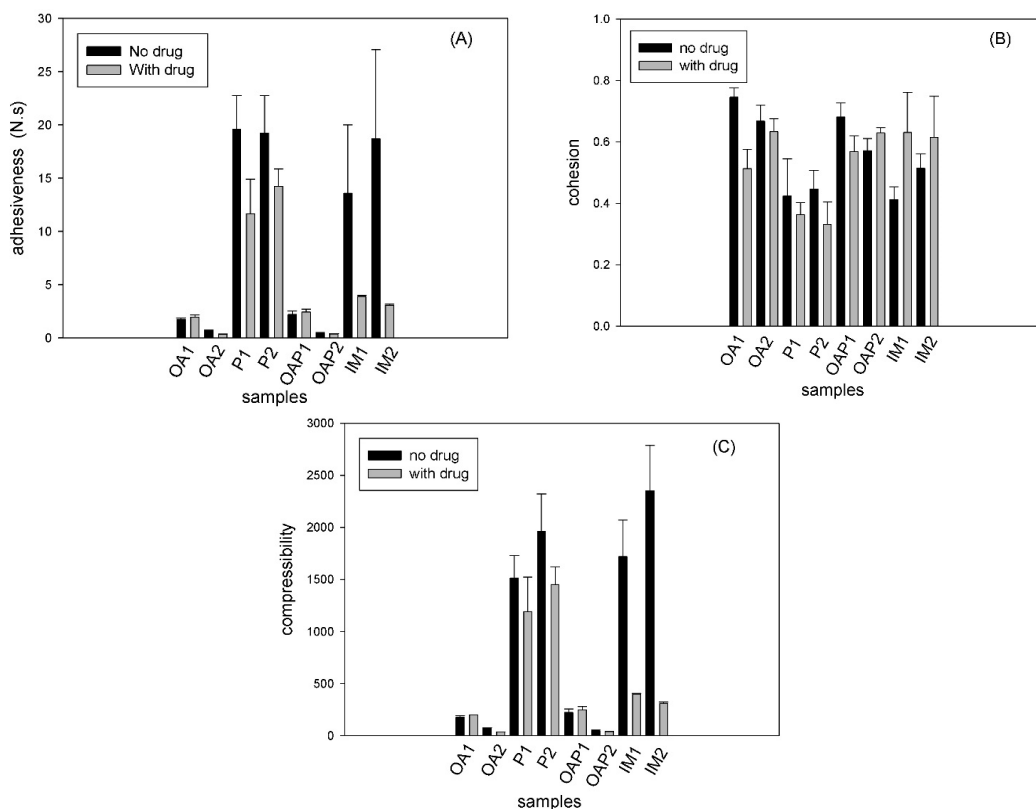 (A)
No drug
With drug
adhesiveness (N.s)
30
25
20
15
10
5
0
OA1 OA2 P1 P2 OAP1 OAP2 IM1 IM2
samples
(B)
no drug
with drug
cohesion
1.0
0.8
0.6
0.4
0.2
0.0
OA1 OA2 P1 P2 OAP1 OAP2 IM1 IM2
samples
(C)
no drug
with drug
compressibility
3000
2500
2000
1500
1000
500
0
OA1 OA2 P1 P2 OAP1 OAP2 IM1 IM2
samples